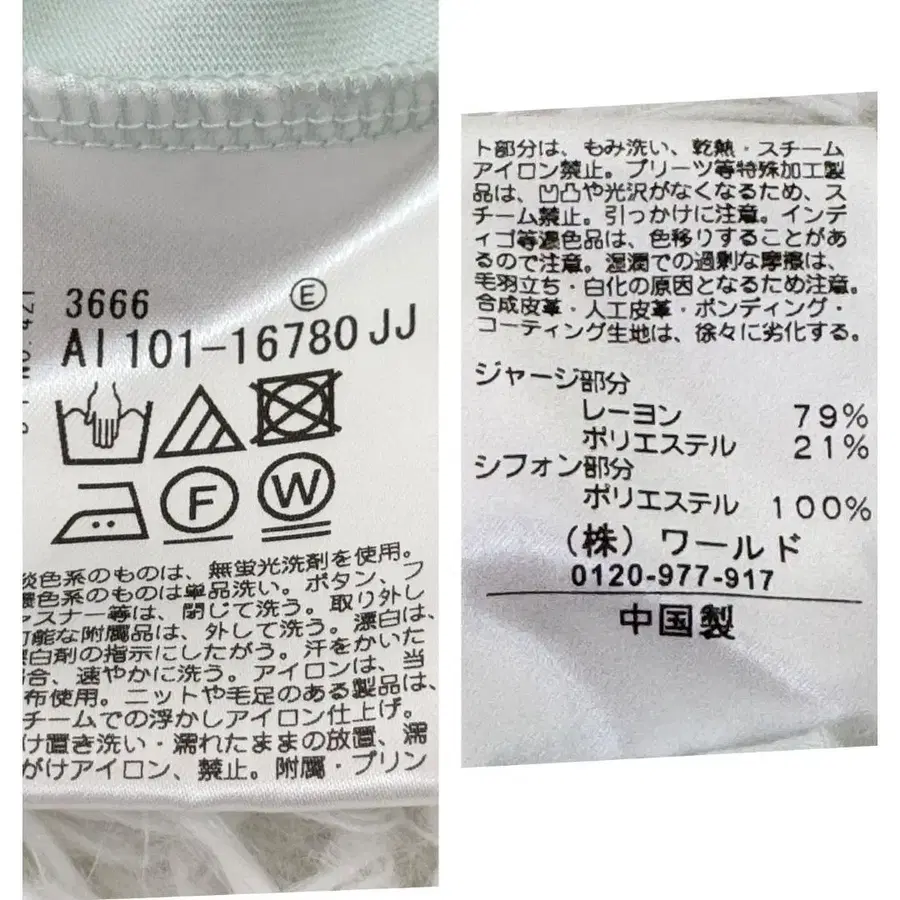 3666
Ⓔ
AI 101-16780 JJ
F
W
淡色系のものは、無蛍光洗剤を使用。
濃色系のものは単品洗い。ボタン、フ
ァスナー等は、閉じて洗う。取り外し
可能な附属品は、外して洗う。漂白は、
漂白剤の指示にしたがう。汗をかいた
場合、速やかに洗う。アイロンは、当
布使用。ニットや毛足のある製品は、
チームでの浮かしアイロン仕上げ。
け置き洗い・濡れたままの放置、濡
がけアイロン、禁止。附属・プリン
ト部分は、もみ洗い、乾熱・スチーム
アイロン禁止。プリーツ等特殊加工製
品は、凹凸や光沢がなくなるため、ス
チーム禁止。引っかけに注意。インデ
ィゴ等濃色品は、色移りすることがあ
るので注意。湿潤での過剰な摩擦は、
毛羽立ち・白化の原因となるため注意。
合成皮革・人工皮革・ボンディング・
コーティング生地は、徐々に劣化する。
ジャージ部分
レーヨン 79%
ポリエステル 21%
シフォン部分
ポリエステル 100%
(株) ワールド
0120-977-917
中国製